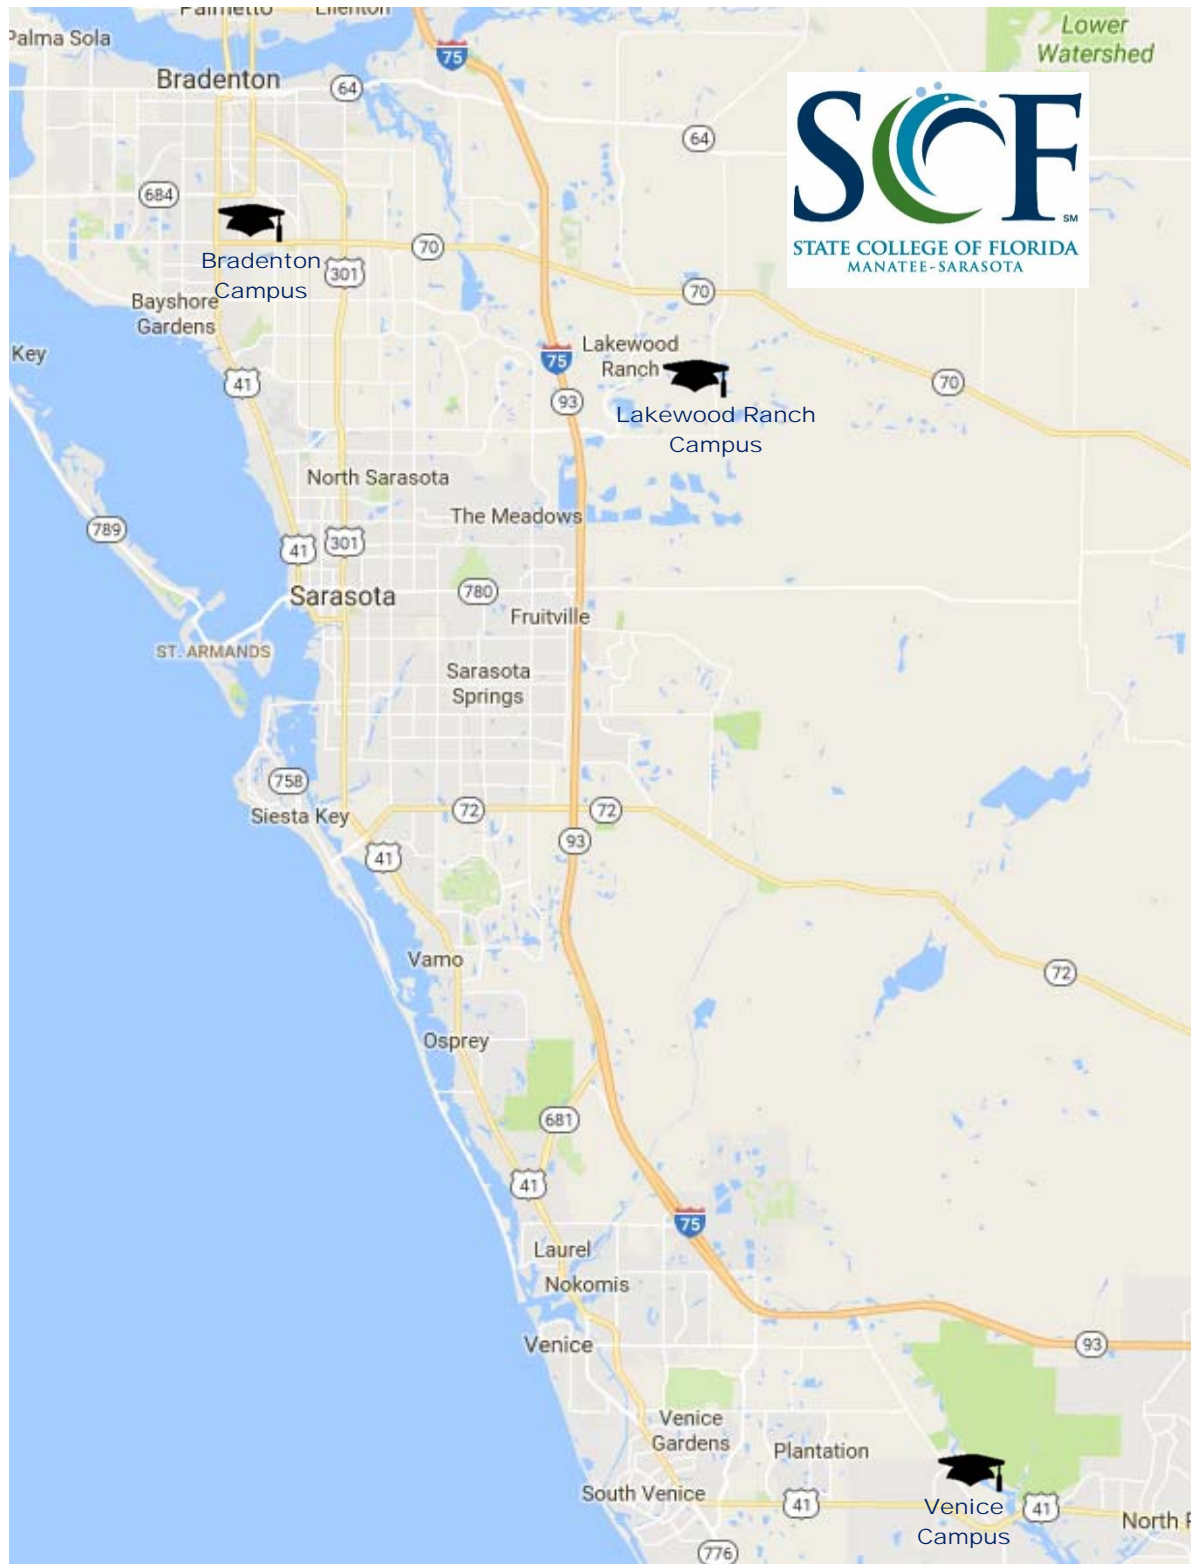 Palmetto
Ellenton
Palma Sola
75
Lower
Watershed
Bradenton
64
64
SCF
SM
STATE COLLEGE OF FLORIDA
MANATEE-SARASOTA
684
Bradenton
Campus
301
70
70
Bayshore
Gardens
Key
41
75
93
Lakewood
Ranch
Lakewood Ranch
Campus
70
North Sarasota
The Meadows
789
41
301
Sarasota
780
Fruitville
ST. ARMANDS
Sarasota
Springs
758
Siesta Key
72
72
93
41
Vamo
72
Osprey
681
41
75
Laurel
Nokomis
Venice
93
Venice
Gardens
Plantation
South Venice
41
Venice
Campus
41
North P
776